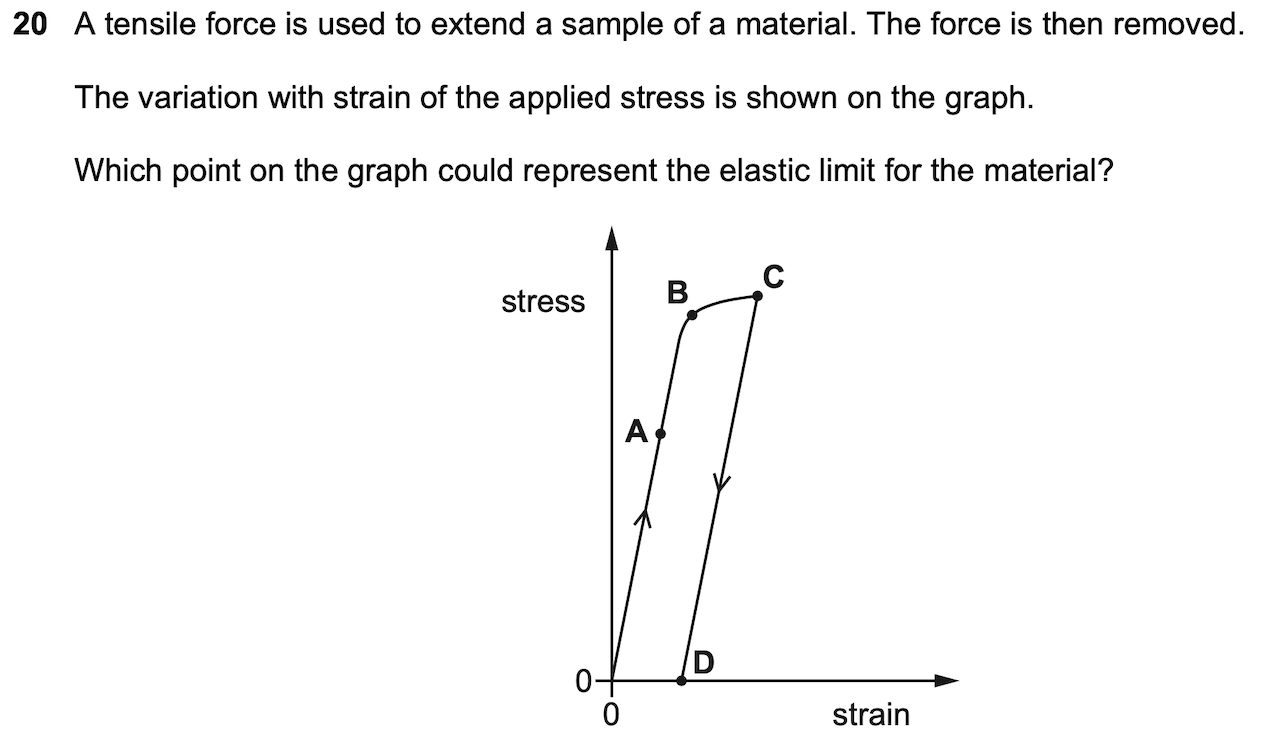 20 A tensile force is used to extend a sample of a material. The force is then removed.
The variation with strain of the applied stress is shown on the graph.
Which point on the graph could represent the elastic limit for the material?
C
B
stress
A
D
0
0
strain